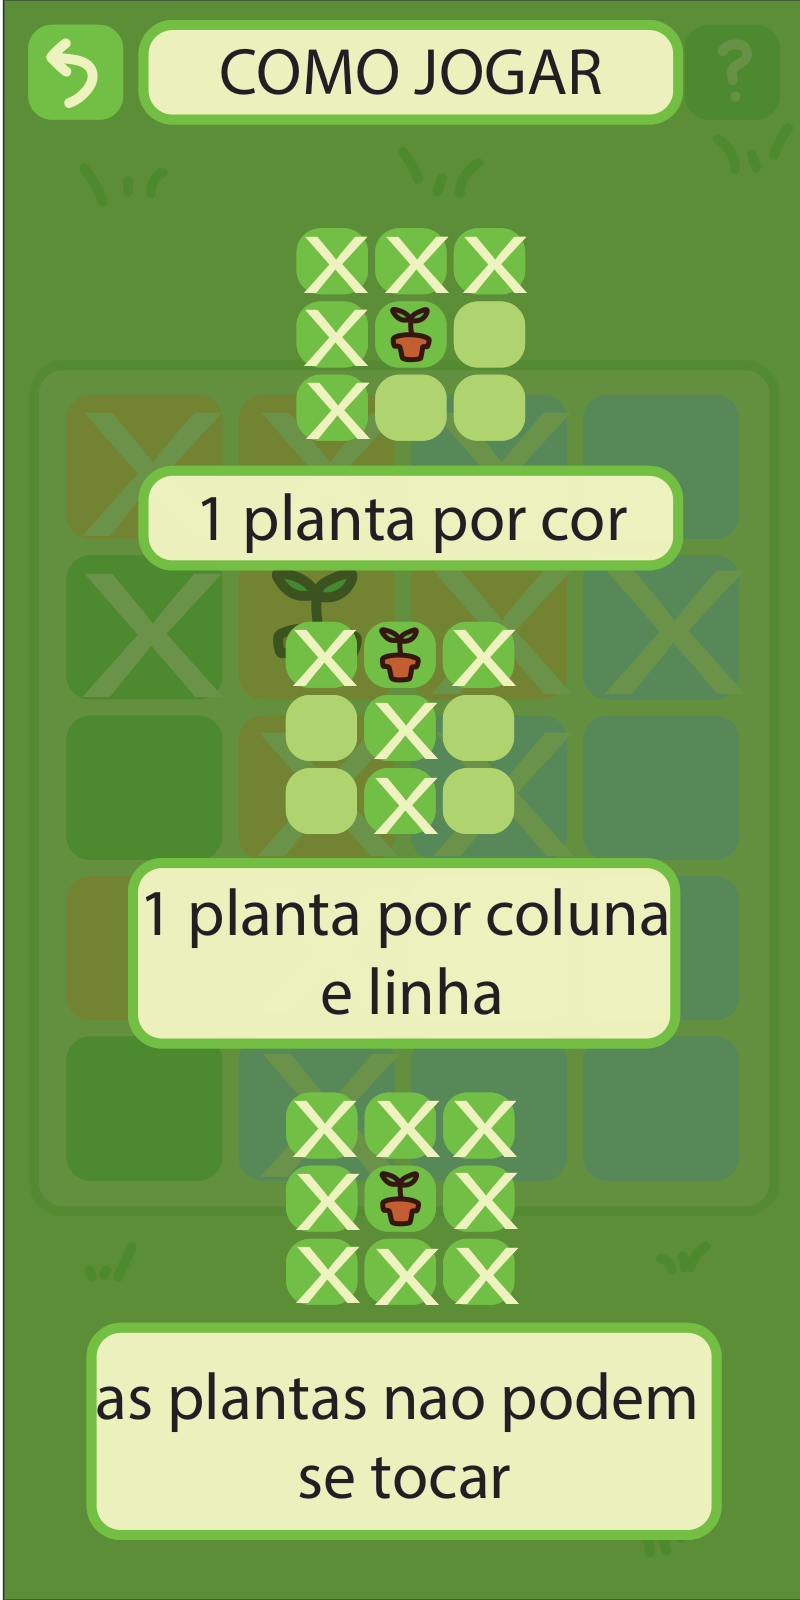 COMO JOGAR
?
1 planta por cor
1 planta por coluna
e linha
as plantas nao podem
se tocar